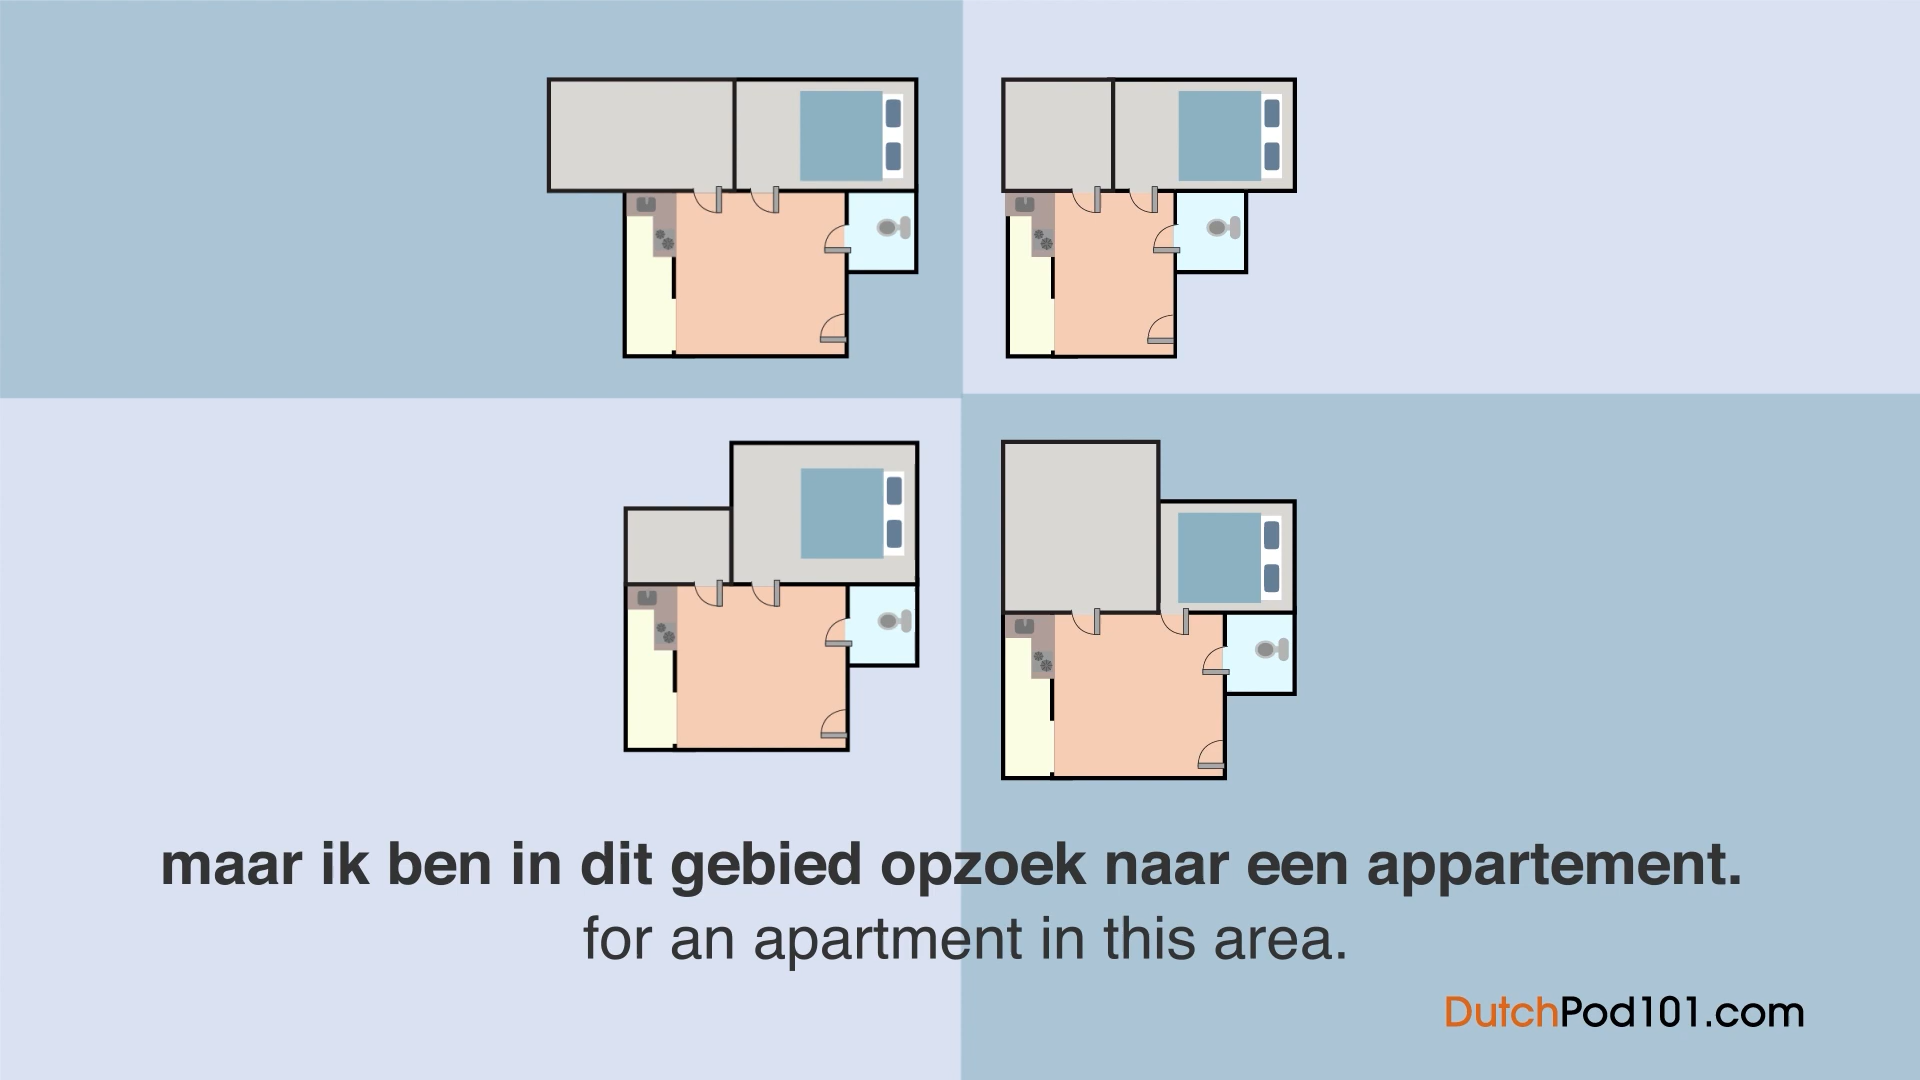 maar ik ben in dit gebied opzoek naar een appartement.
for an apartment in this area.
DutchPod101.com